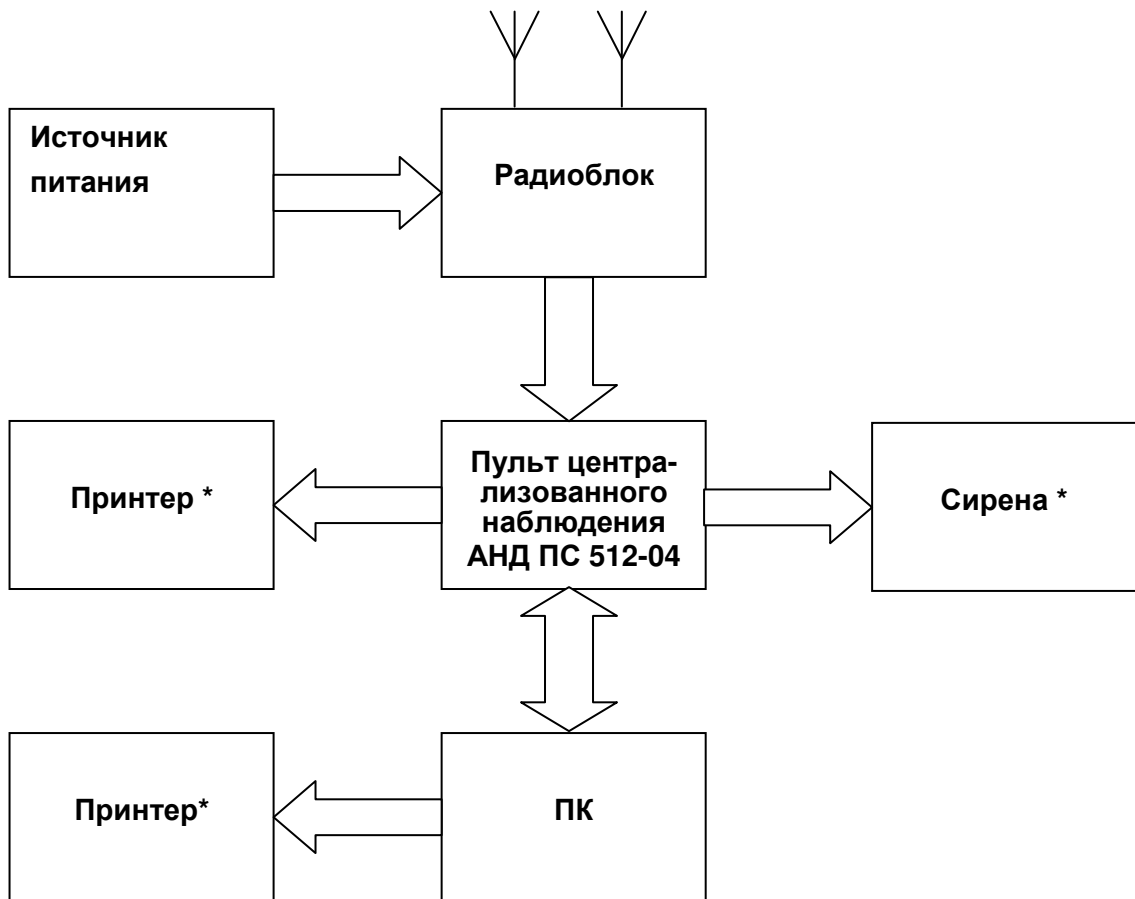 Источник
питания
Радиоблок
Принтер *
Пульт центра-
лизованного
наблюдения
АНД ПС 512-04
Сирена *
Принтер*
ПК